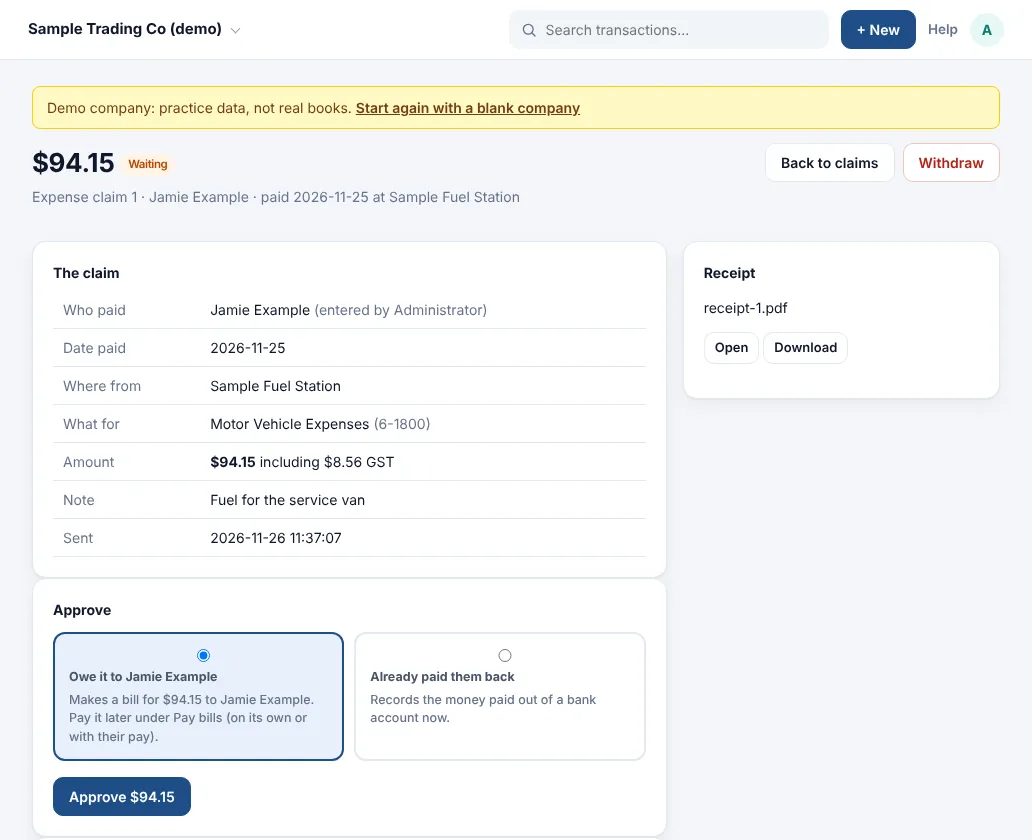 Sample Trading Co (demo)
Search transactions...
+ New
Help
A
Demo company: practice data, not real books. Start again with a blank company
$94.15 Waiting
Back to claims
Withdraw
Expense claim 1 · Jamie Example · paid 2026-11-25 at Sample Fuel Station
The claim
Who paid Jamie Example (entered by Administrator)
Date paid 2026-11-25
Where from Sample Fuel Station
What for Motor Vehicle Expenses (6-1800)
Amount $94.15 including $8.56 GST
Note Fuel for the service van
Sent 2026-11-26 11:37:07
Receipt
receipt-1.pdf
Open Download
Approve
Owe it to Jamie Example
Makes a bill for $94.15 to Jamie Example.
Pay it later under Pay bills (on its own or
with their pay).
Already paid them back
Records the money paid out of a bank
account now.
Approve $94.15